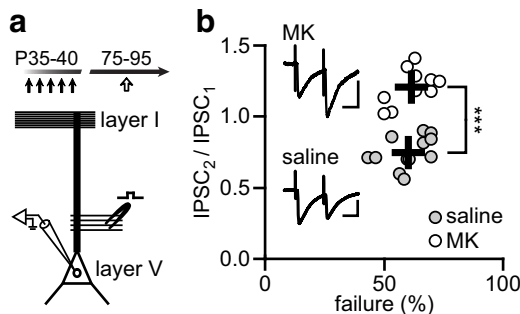 a
P35-40
75-95
layer I
layer V
b
IPSC2 / IPSC1
1.5
1.0
0.5
0.0
MK
saline
***
saline
MK
0
50
100
failure (%)